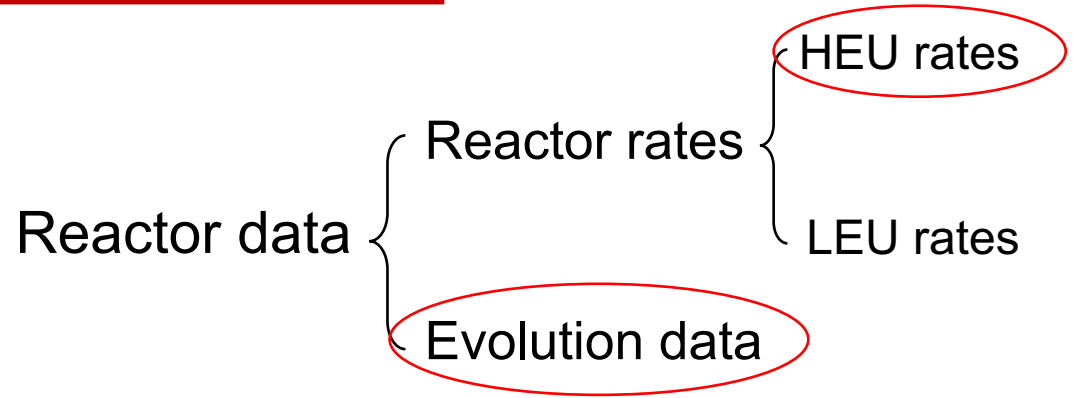 HEU rates
Reactor rates
Reactor data
LEU rates
Evolution data